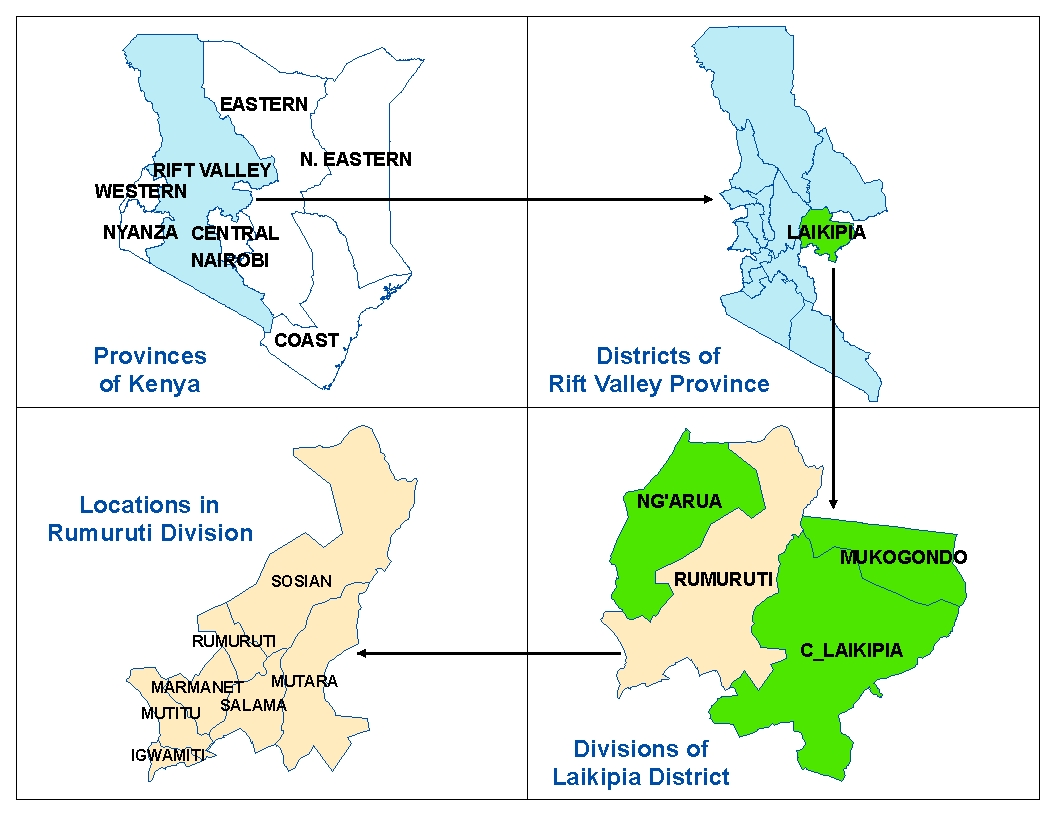 EASTERN
N. EASTERN
RIFT VALLEY
WESTERN
NYANZA
CENTRAL
NAIROBI
COAST
Provinces
of Kenya
LAIKIPIA
Districts of
Rift Valley Province
Locations in
Rumuruti Division
SOSIAN
RUMURUTI
MUTARA
MARMANET
SALAMA
MUTITU
IGWAMITI
NG'ARUA
MUKOGONDO
RUMURUTI
C_LAIKIPIA
Divisions of
Laikipia District